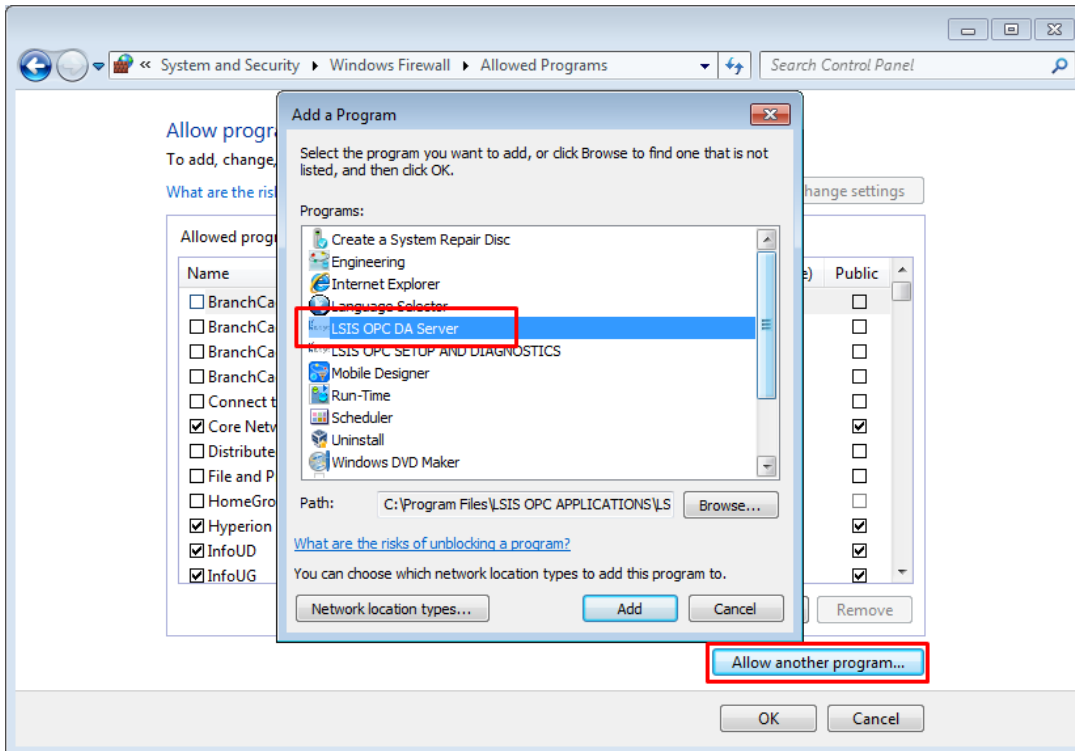 « System and Security ▸ Windows Firewall ▸ Allowed Programs
Search Control Panel
Add a Program
Allow progr
To add, change,
What are the risl
hange settings
Select the program you want to add, or click Browse to find one that is not
listed, and then click OK.
Programs:
Create a System Repair Disc
Engineering
Internet Explorer
Language Selector
LSIS OPC DA Server
LSIS OPC SETUP AND DIAGNOSTICS
Mobile Designer
Run-Time
Scheduler
Uninstall
Windows DVD Maker
Path: C:\Program Files\LSIS OPC APPLICATIONS\LS Browse...
What are the risks of unblocking a program?
You can choose which network location types to add this program to.
Network location types... Add Cancel
Allowed progr
Name e) Public
BranchCa
BranchCa
BranchCa
BranchCa
Connect t
Core Netw
Distribute
File and P
HomeGro
Hyperion
InfoUD
InfoUG
Remove
Allow another program...
OK Cancel